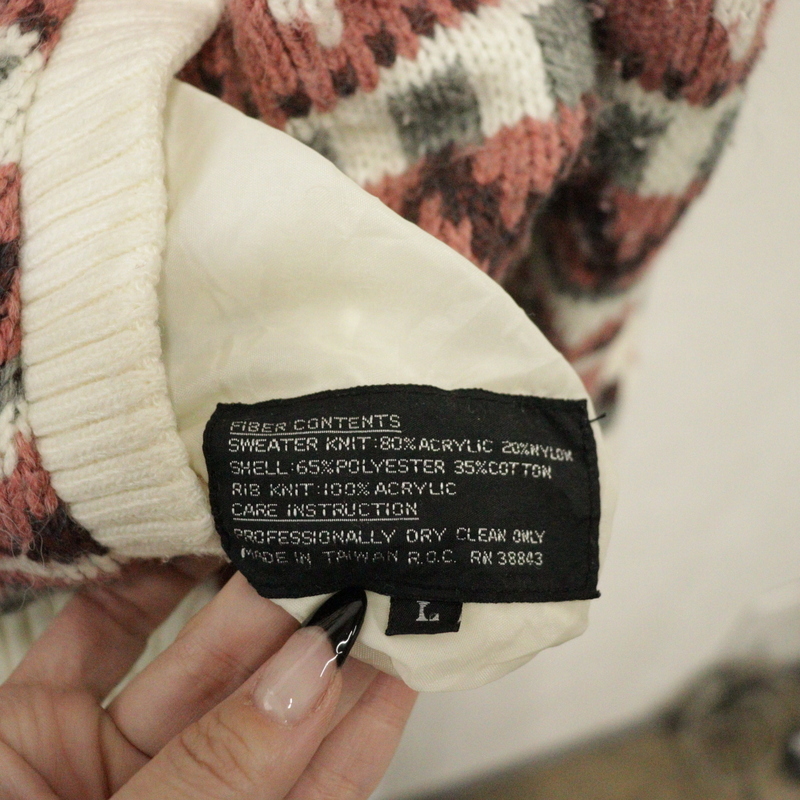 FIBER CONTENTS
SWEATER KNIT:80%ACRYLIC 20%NYLON
SHELL:65%POLYESTER 35%COTTON
RIB KNIT:100%ACRYLIC
CARE INSTRUCTION
PROFESSIONALLY DRY CLEAN ONLY
MADE IN TAIWAN R.O.C. RN 38843
L